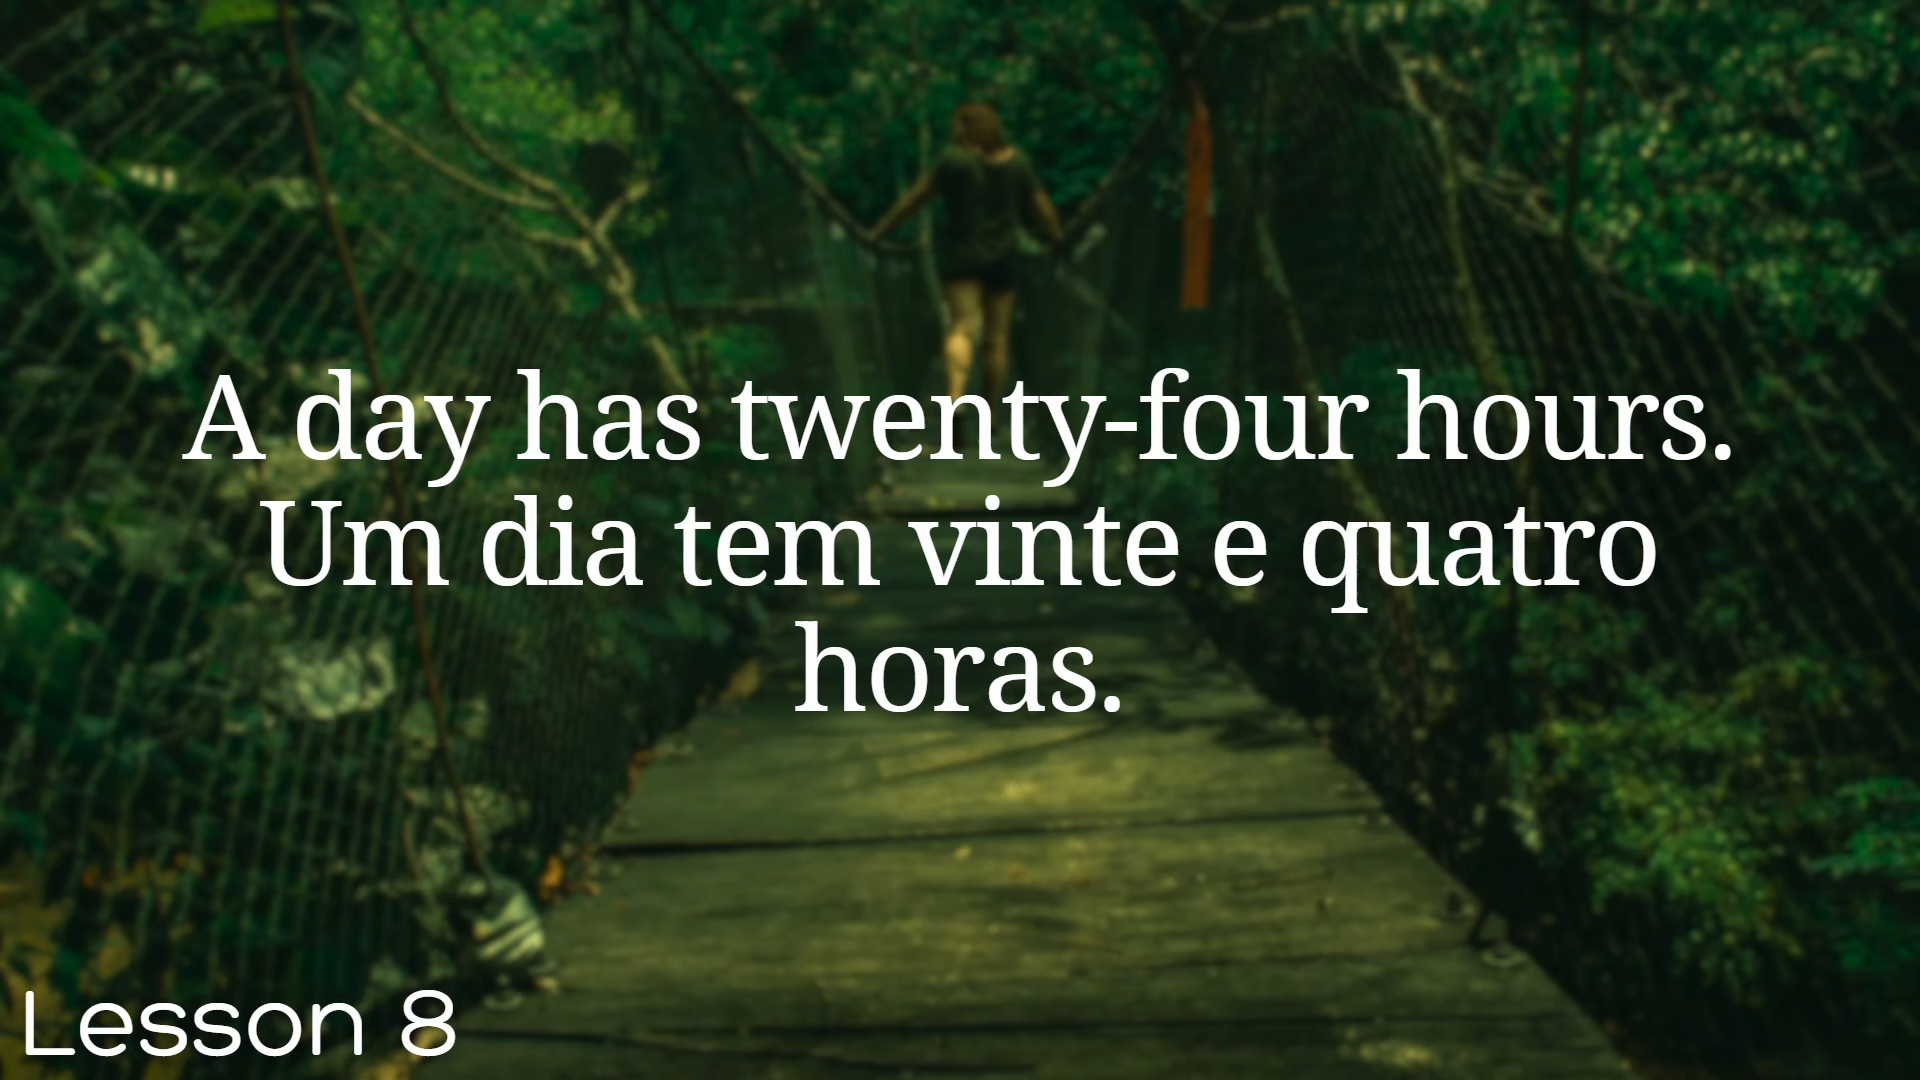 A day has twenty-four hours.
Um dia tem vinte e quatro
horas.
Lesson 8